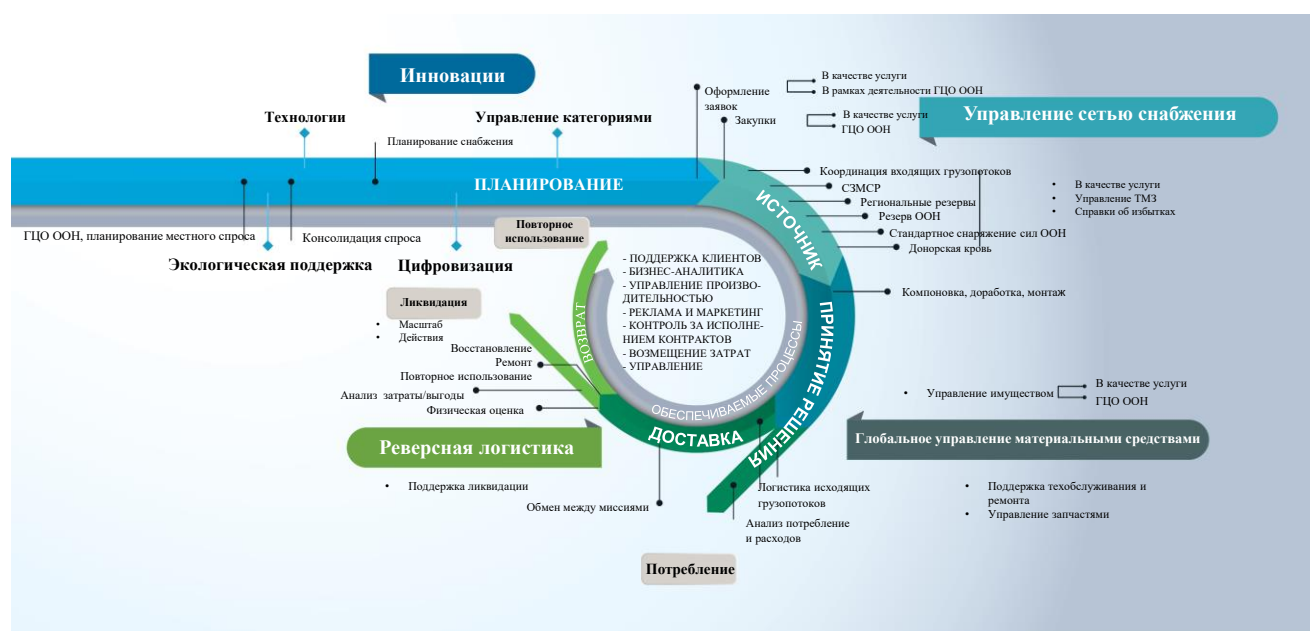 Инновации
Технологии
Управление категориями
Планирование снабжения
ПЛАНИРОВАНИЕ
ГЦО ООН, планирование местного спроса
Консолидация спроса
Экологическая поддержка
Цифровизация
Оформление
заявок
В качестве услуги
В рамках деятельности ГЦО ООН
Закупки
В качестве услуги
ГЦО ООН
Управление сетью снабжения
Координация входящих грузопотоков
СЗМСР
Региональные резервы
Резерв ООН
Стандартное снаряжение сил ООН
Донорская кровь
• В качестве услуги
• Управление ТМЗ
• Справки об избытках
ИСТОЧНИК
Компоновка, доработка, монтаж
ПРИНЯТИЕ РЕШЕНИЯ
Повторное
использование
- ПОДДЕРЖКА КЛИЕНТОВ
- БИЗНЕС-АНАЛИТИКА
- УПРАВЛЕНИЕ ПРОИЗВО-
ДИТЕЛЬНОСТЬЮ
- РЕКЛАМА И МАРКЕТИНГ
- КОНТРОЛЬ ЗА ИСПОЛНЕ-
НИЕМ КОНТРАКТОВ
- ВОЗМЕЩЕНИЕ ЗАТРАТ
- УПРАВЛЕНИЕ
ОБЕСПЕЧИВАЕМЫЕ ПРОЦЕССЫ
ВОЗВРАТ
ДОСТАВКА
Ликвидация
• Масштаб
• Действия
Восстановление
Ремонт
Повторное использование
Анализ затраты/выгоды
Физическая оценка
Реверсная логистика
• Поддержка ликвидации
Обмен между миссиями
Логистика исходящих
грузопотоков
Анализ потребление
и расходов
Потребление
• Управление имуществом
В качестве услуги
ГЦО ООН
Глобальное управление материальными средствами
• Поддержка техобслуживания и
ремонта
• Управление запчастями